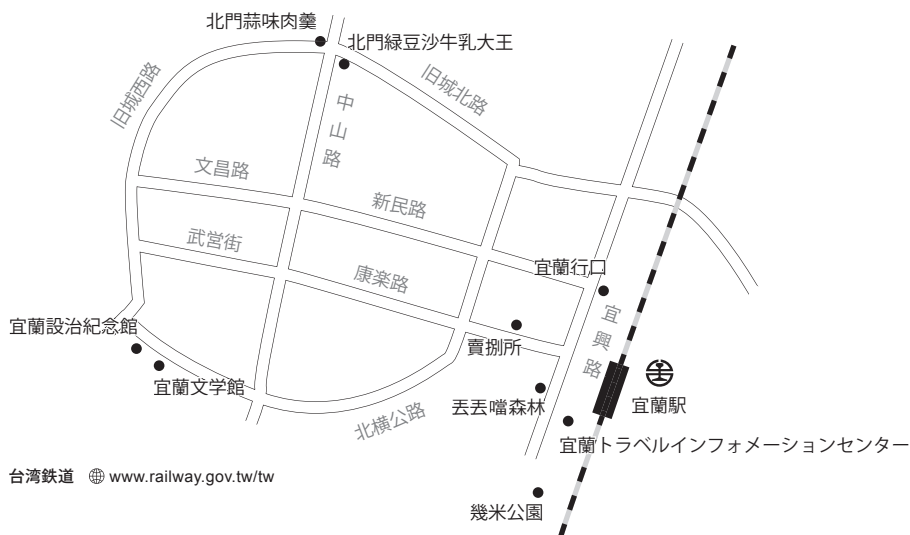 北門蒜味肉羹
北門緑豆沙牛乳大王
旧城西路
中山路
旧城北路
文昌路
新民路
武営街
康楽路
宜蘭行口
宜興路
宜蘭設治紀念館
賣捌所
宜蘭文学館
丟丟噹森林
宜蘭駅
北横公路
宜蘭トラベルインフォメーションセンター
台湾鉄道 www.railway.gov.tw/tw
幾米公園